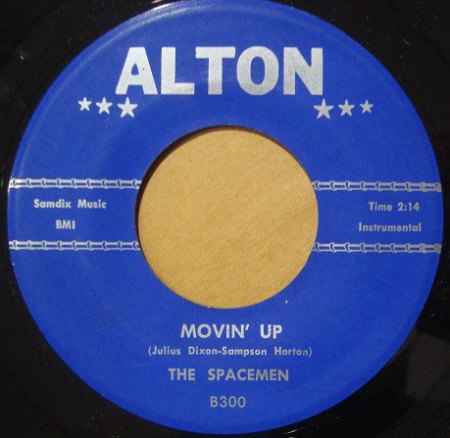 ALTON
Samdix Music
BMI
Time 2:14
Instrumental
MOVIN' UP
(Julius Dixon-Sampson Horton)
THE SPACEMEN
B300